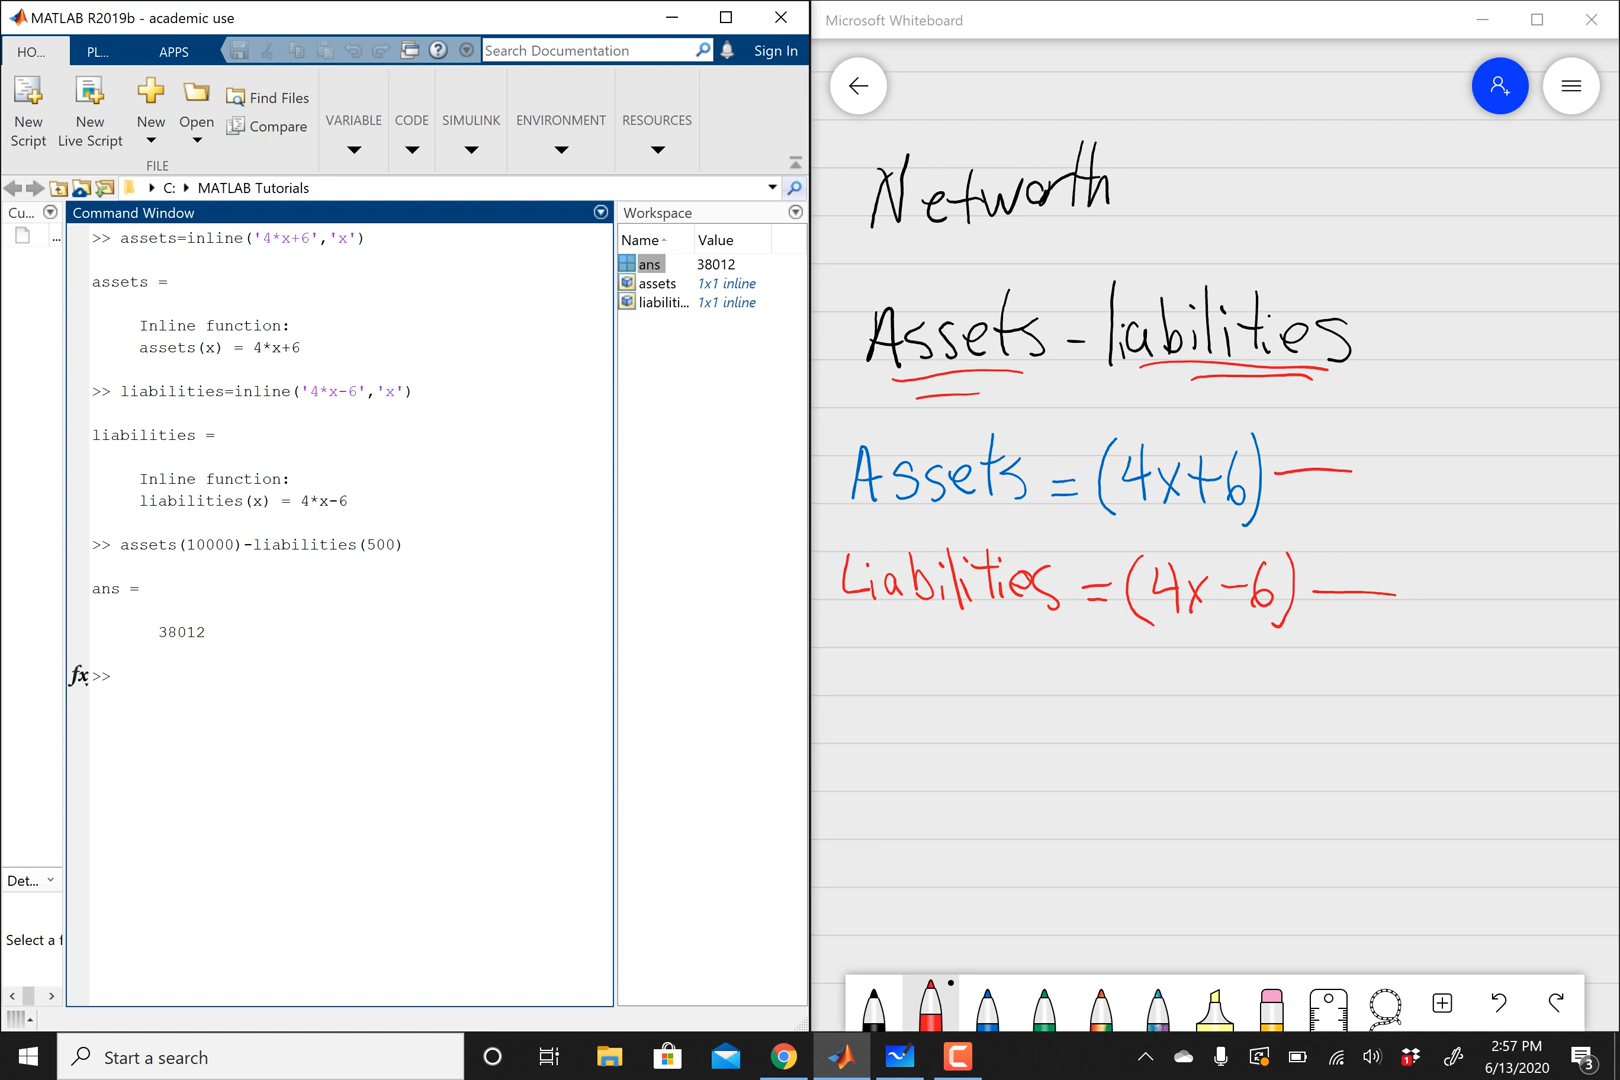 MATLAB R2019b - academic use
HO... PL... APPS Search Documentation Sign In
New Script
New Live Script
New
Open
Find Files
Compare
VARIABLE CODE SIMULINK ENVIRONMENT RESOURCES
FILE
C: MATLAB Tutorials
Cu... Command Window Workspace
Name Value
ans 38012
assets 1x1 inline
liabiliti... 1x1 inline
...
>> assets=inline('4*x+6','x')
assets =
Inline function:
assets(x) = 4*x+6
>> liabilities=inline('4*x-6','x')
liabilities =
Inline function:
liabilities(x) = 4*x-6
>> assets(10000)-liabilities(500)
ans =
38012
fx >>
Det...
Select a f
Microsoft Whiteboard
Networth
Assets - liabilities
Assets = (4x+6)
Liabilities = (4x-6)
Start a search
1
2:57 PM
6/13/2020
3